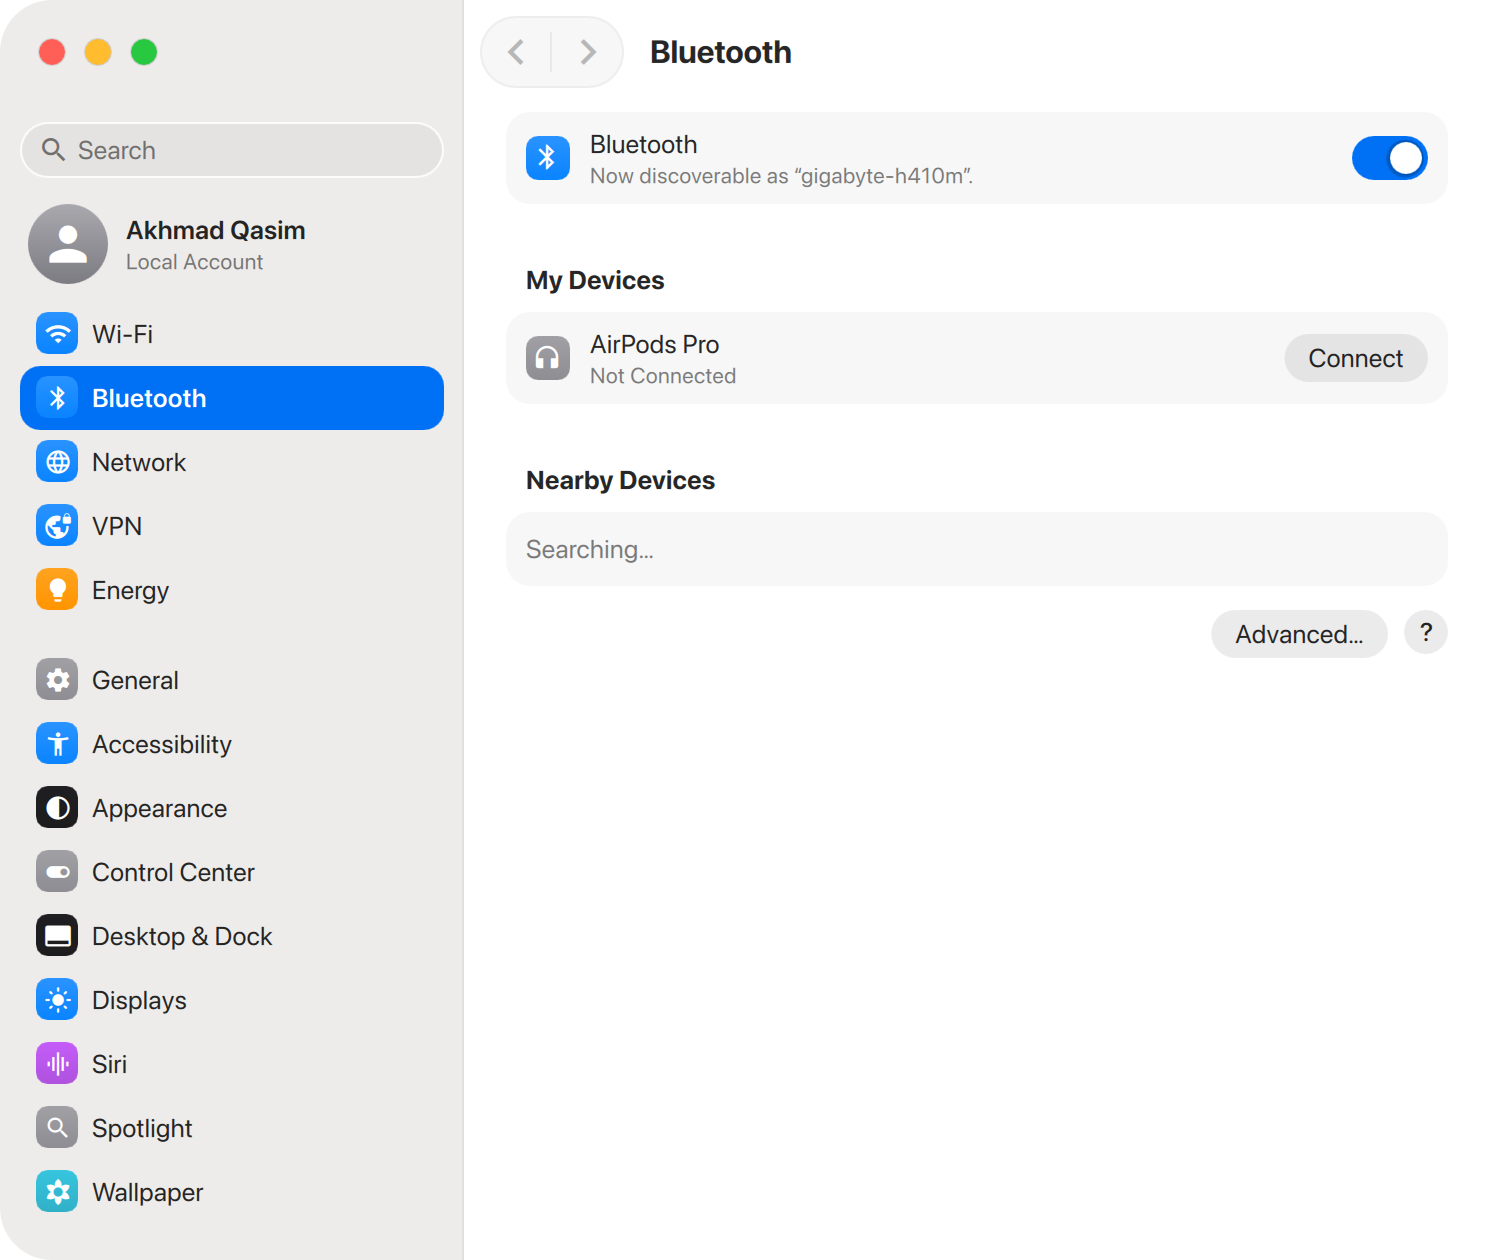 Search
Akhmad Qasim
Local Account
Wi-Fi
Bluetooth
Network
VPN
Energy
General
Accessibility
Appearance
Control Center
Desktop & Dock
Displays
Siri
Spotlight
Wallpaper
Bluetooth
Bluetooth
Now discoverable as “gigabyte-h410m”.
My Devices
AirPods Pro
Not Connected
Connect
Nearby Devices
Searching...
Advanced...
?